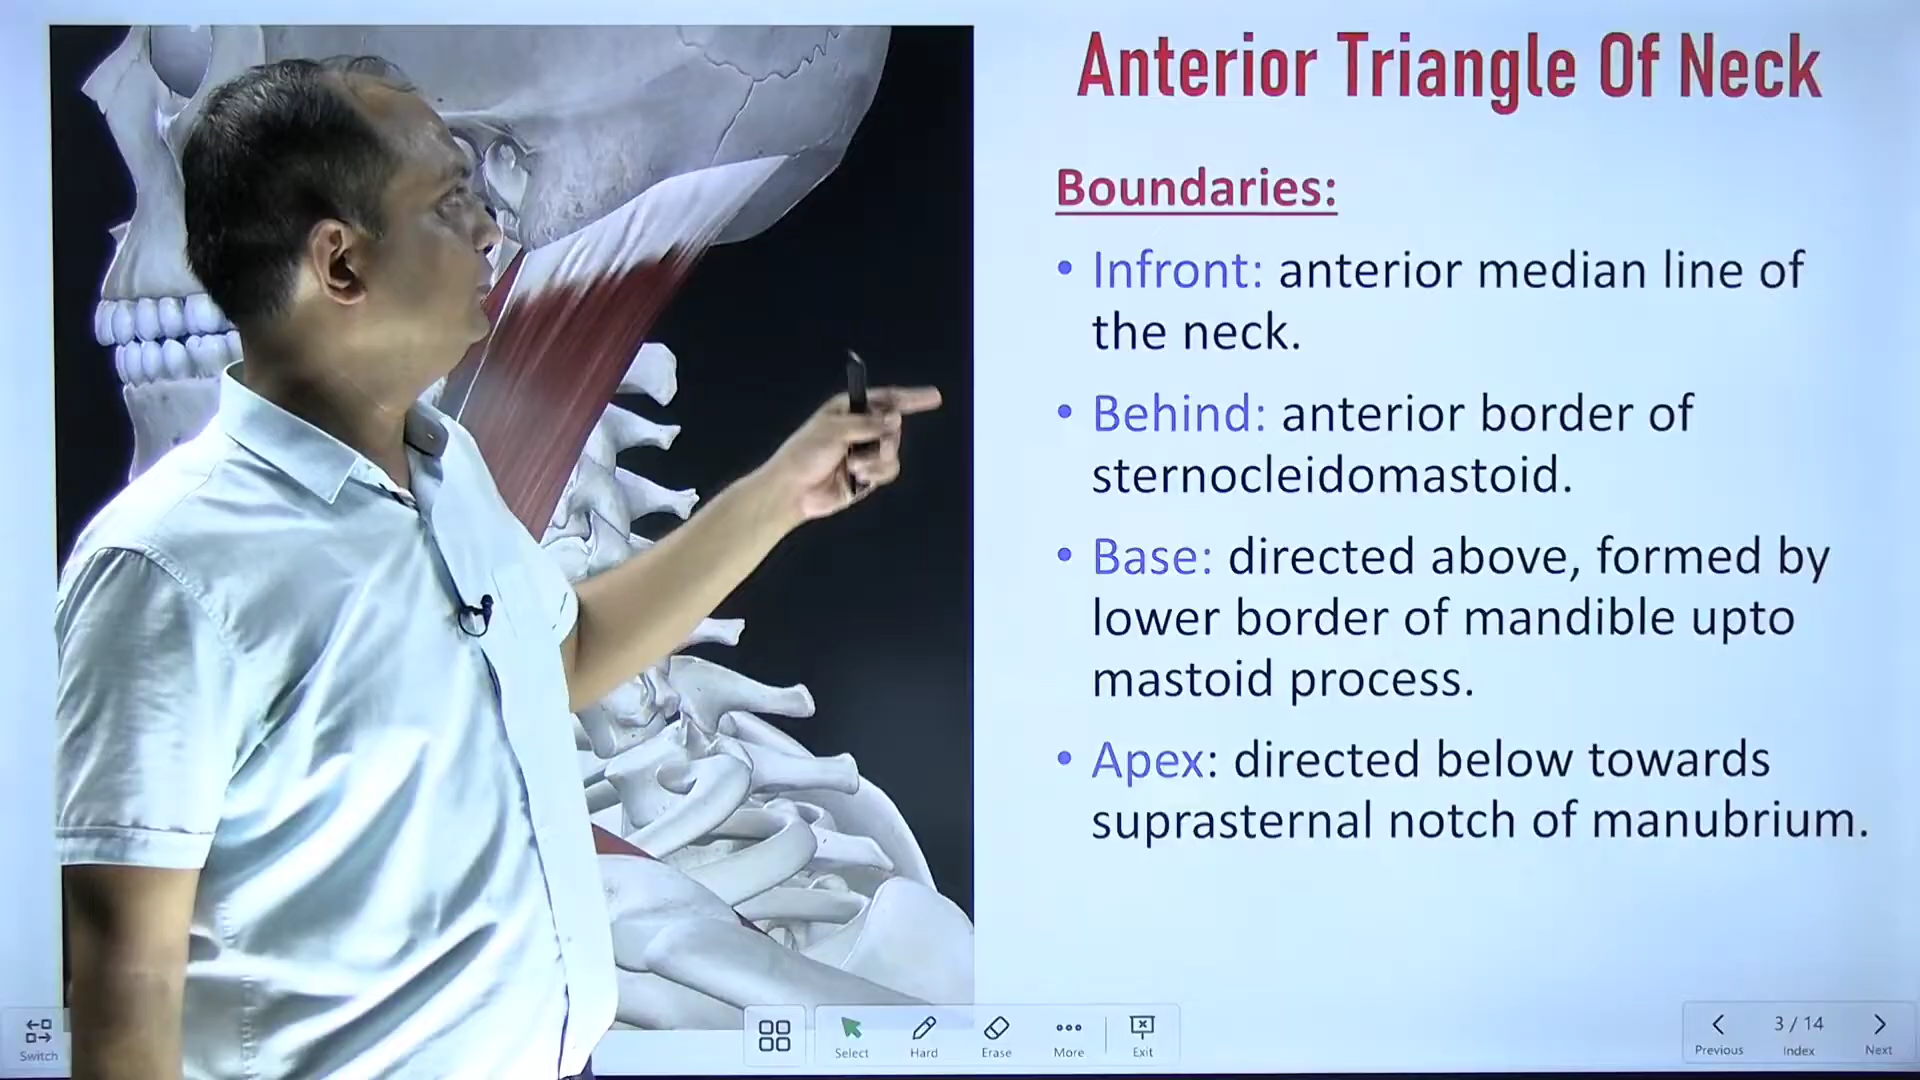 Anterior Triangle Of Neck
Boundaries:
• Infront: anterior median line of
the neck.
• Behind: anterior border of
sternocleidomastoid.
• Base: directed above, formed by
lower border of mandible upto
mastoid process.
• Apex: directed below towards
suprasternal notch of manubrium.
Switch
Select
Hard
Erase
More
Exit
Previous
3 / 14
Index
Next